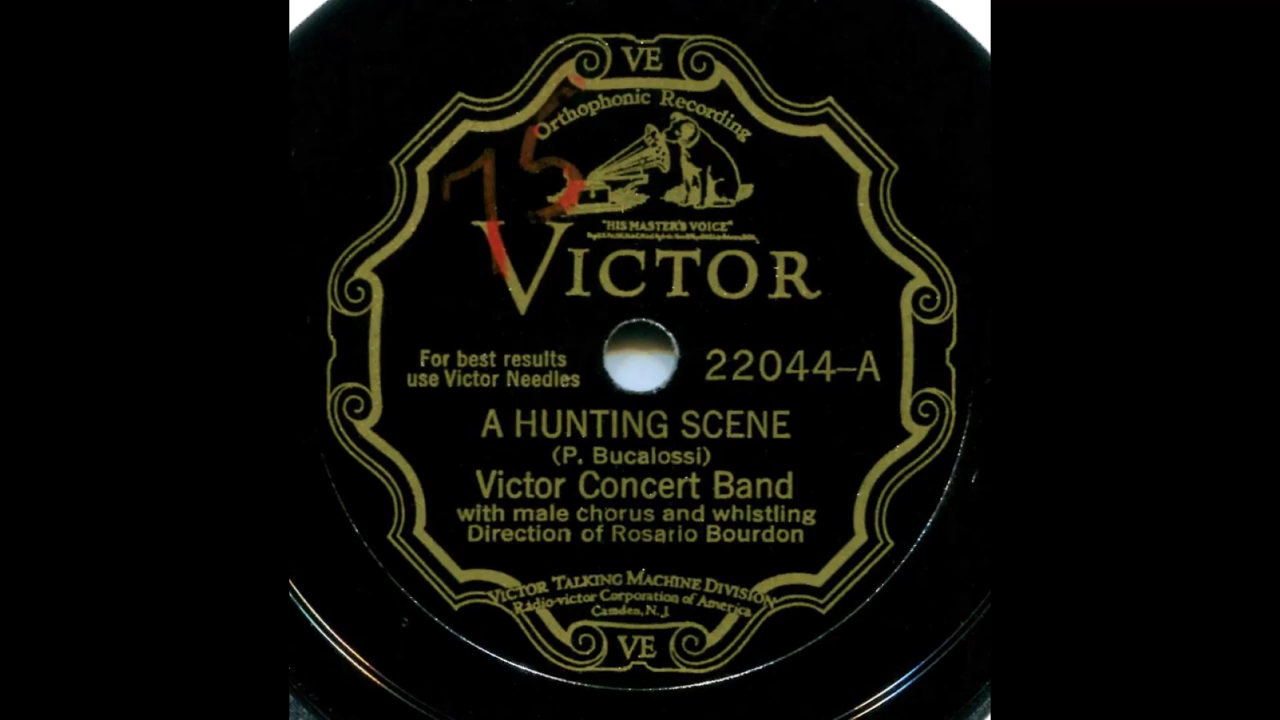 VE
Orthophonic Recording
75
"HIS MASTER'S VOICE"
VICTOR
For best results
use Victor Needles
22044–A
A HUNTING SCENE
(P. Bucalossi)
Victor Concert Band
with male chorus and whistling
Direction of Rosario Bourdon
VICTOR TALKING MACHINE DIVISION
Radio-victor Corporation of America
Camden, N. J.
VE